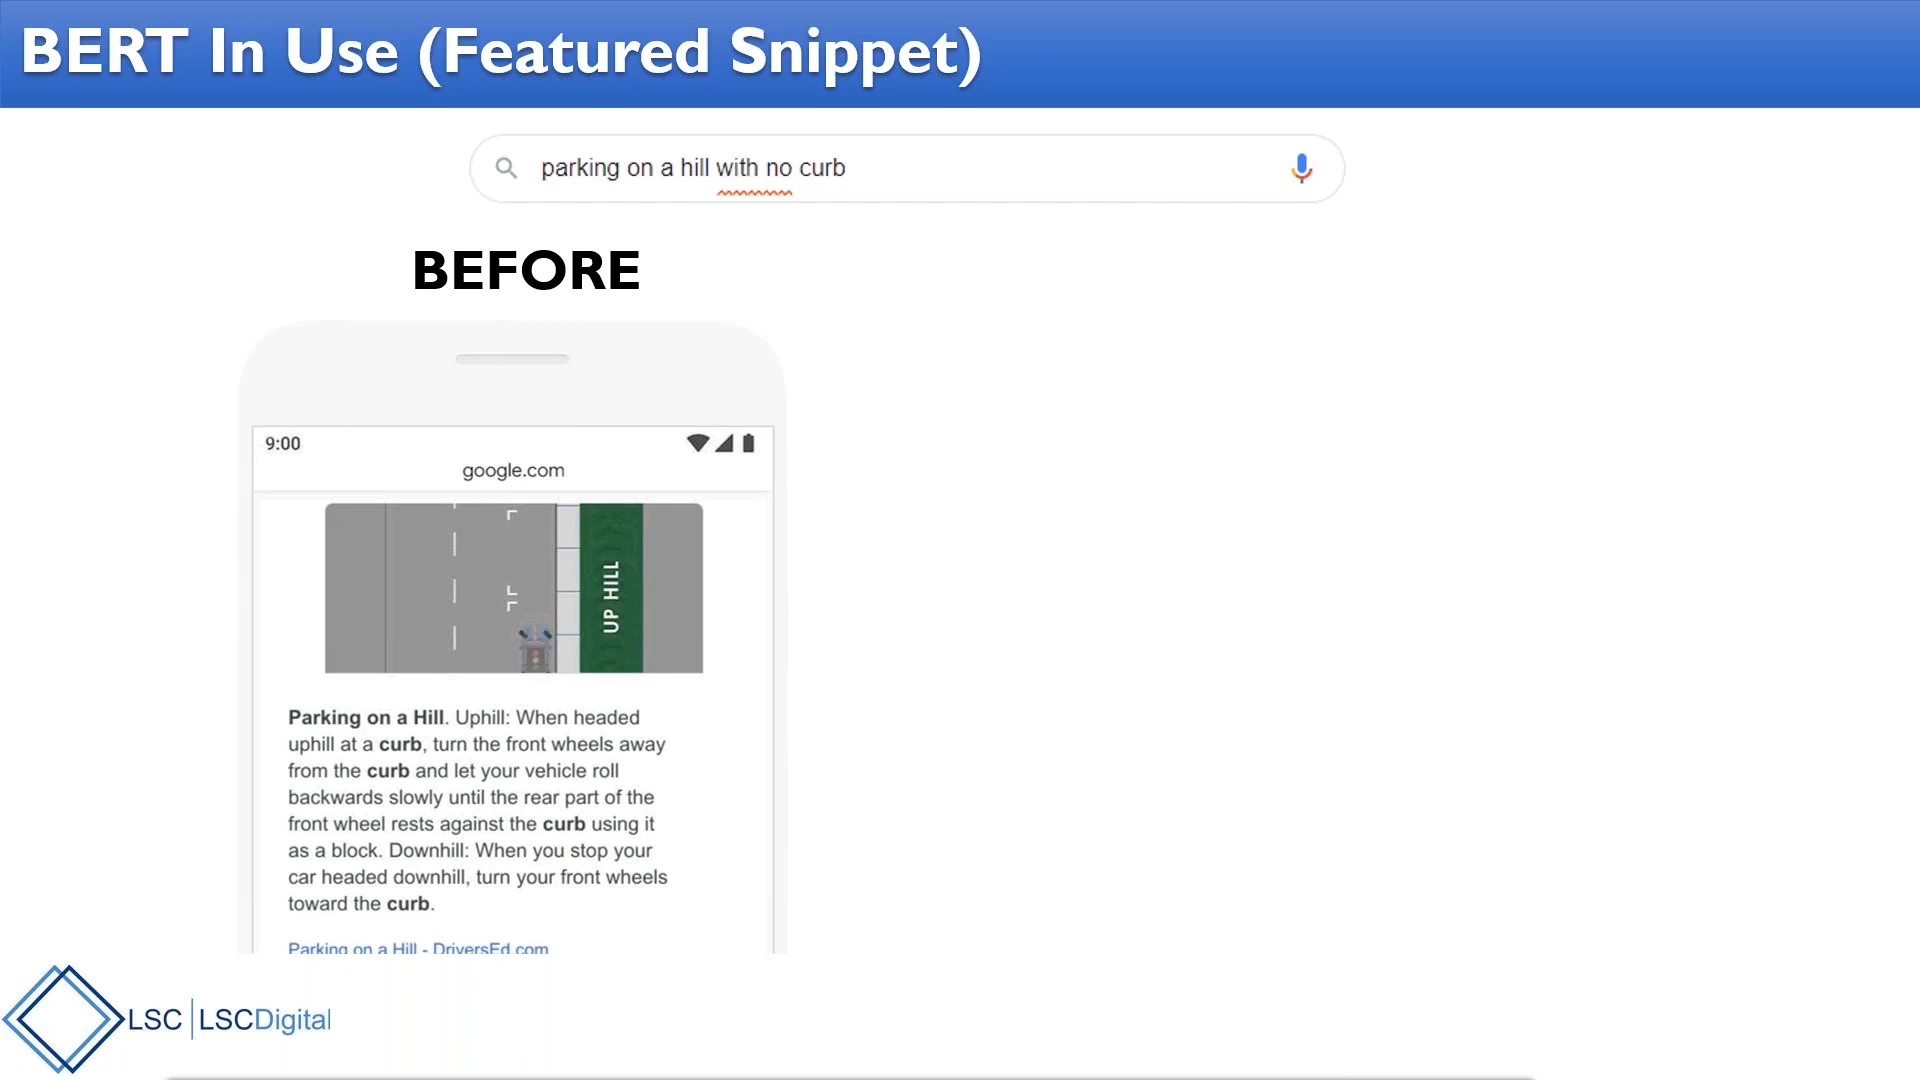 BERT In Use (Featured Snippet)
parking on a hill with no curb
BEFORE
9:00
google.com
UP HILL
Parking on a Hill. Uphill: When headed
uphill at a curb, turn the front wheels away
from the curb and let your vehicle roll
backwards slowly until the rear part of the
front wheel rests against the curb using it
as a block. Downhill: When you stop your
car headed downhill, turn your front wheels
toward the curb.
Parking on a Hill - DriversEd.com
LSC LSCDigital